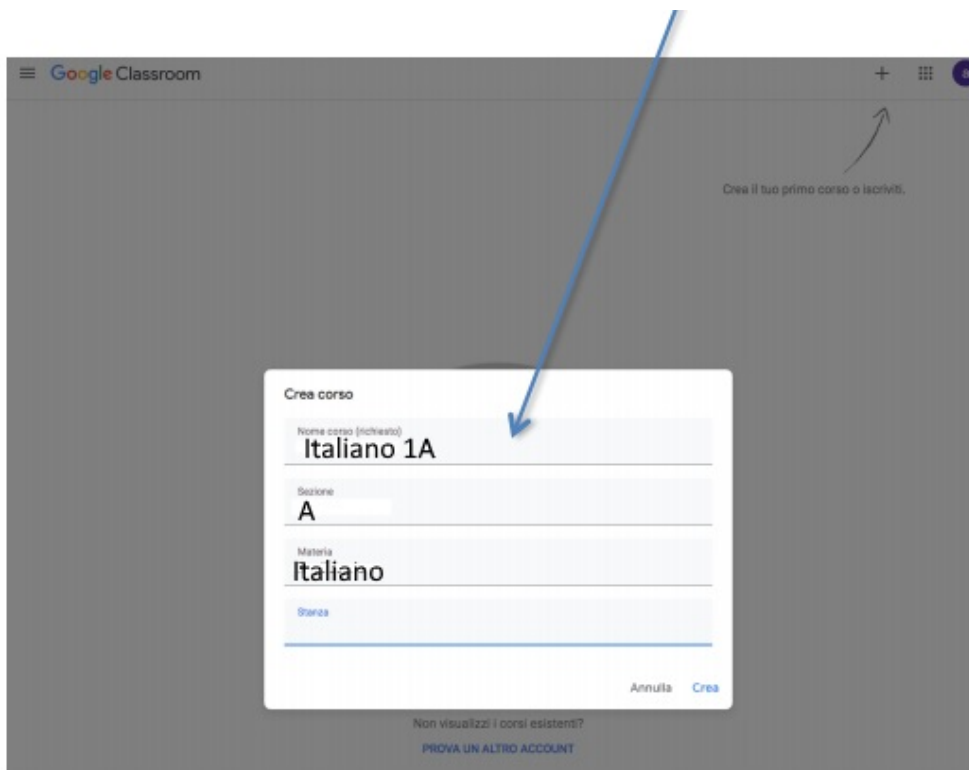 Google Classroom
Crea il tuo primo corso o iscriviti.
Crea corso
Nome corso (richiesto)
Italiano 1A
Sezione
A
Materia
Italiano
Stanza
Annulla Crea
Non visualizzi i corsi esistenti?
PROVA UN ALTRO ACCOUNT